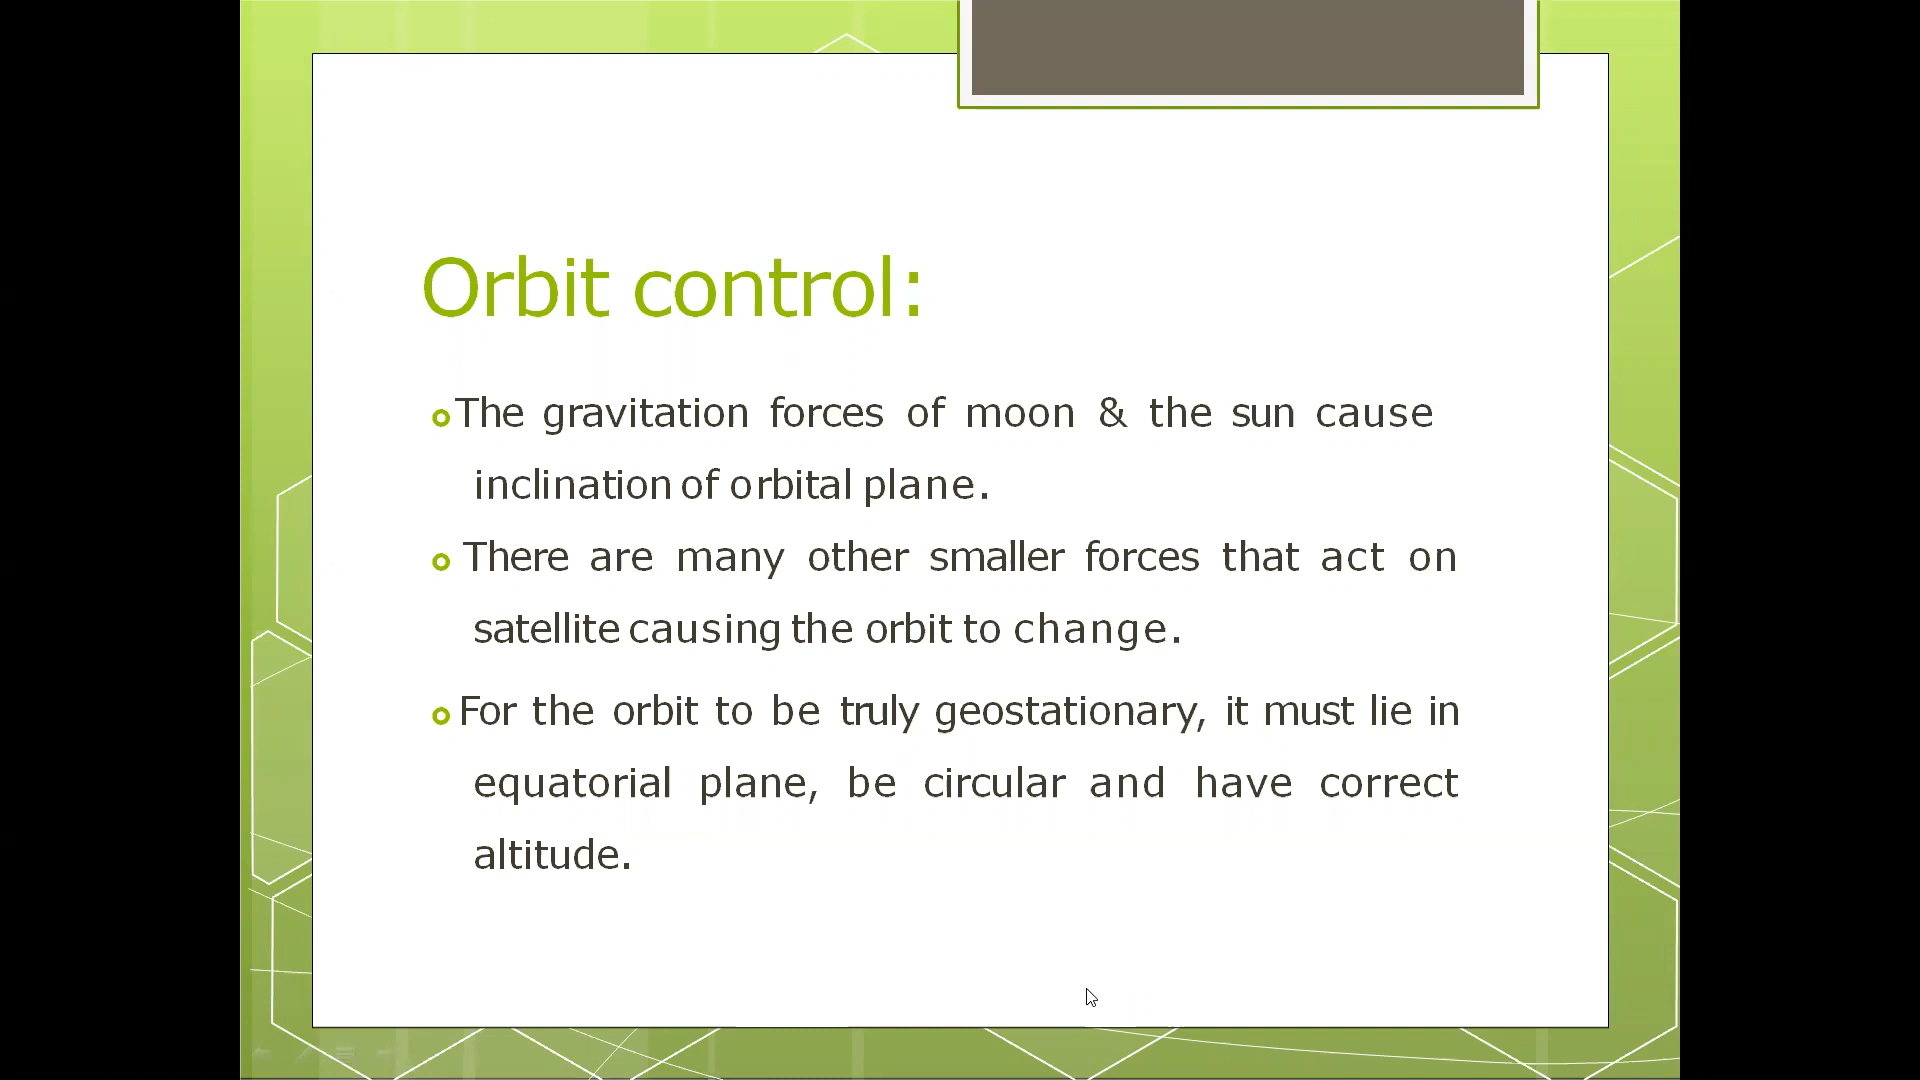 Orbit control:
The gravitation forces of moon & the sun cause
inclination of orbital plane.
There are many other smaller forces that act on
satellite causing the orbit to change.
For the orbit to be truly geostationary, it must lie in
equatorial plane, be circular and have correct
altitude.